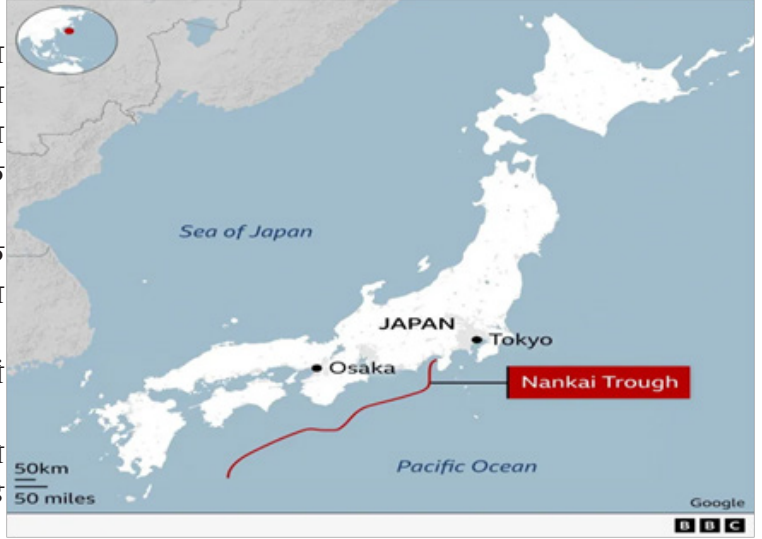 Sea of Japan
JAPAN
Tokyo
Osaka
Nankai Trough
Pacific Ocean
50km
50 miles
Google
BBC